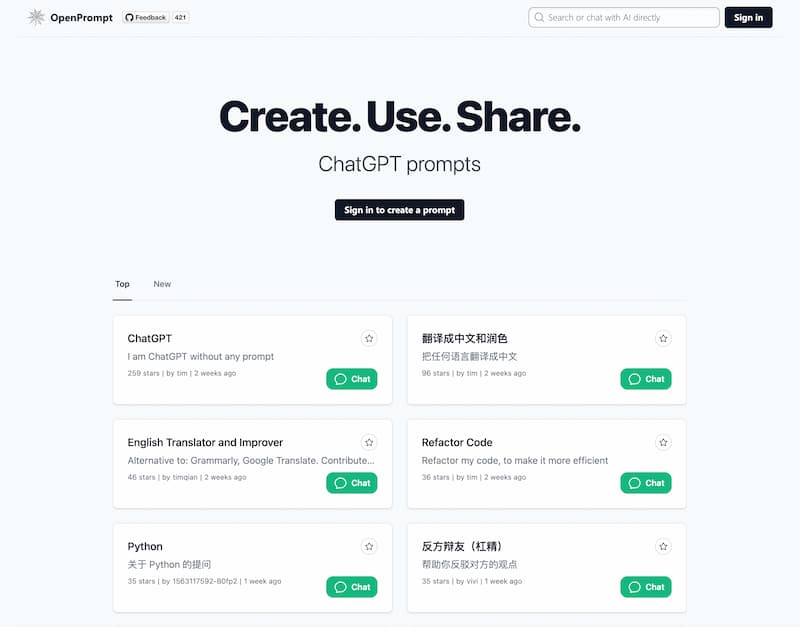 OpenPrompt
Feedback 421
Search or chat with AI directly
Sign in
Create. Use. Share.
ChatGPT prompts
Sign in to create a prompt
Top New
ChatGPT
I am ChatGPT without any prompt
259 stars | by tim | 2 weeks ago
Chat
翻译成中文和润色
把任何语言翻译成中文
96 stars | by tim | 2 weeks ago
Chat
English Translator and Improver
Alternative to: Grammarly, Google Translate. Contribute...
46 stars | by timqian | 2 weeks ago
Chat
Refactor Code
Refactor my code, to make it more efficient
36 stars | by tim | 2 weeks ago
Chat
Python
关于 Python 的提问
35 stars | by 1563117592-80fp2 | 1 week ago
Chat
反方辩友（杠精）
帮助你反驳对方的观点
35 stars | by vivi | 1 week ago
Chat